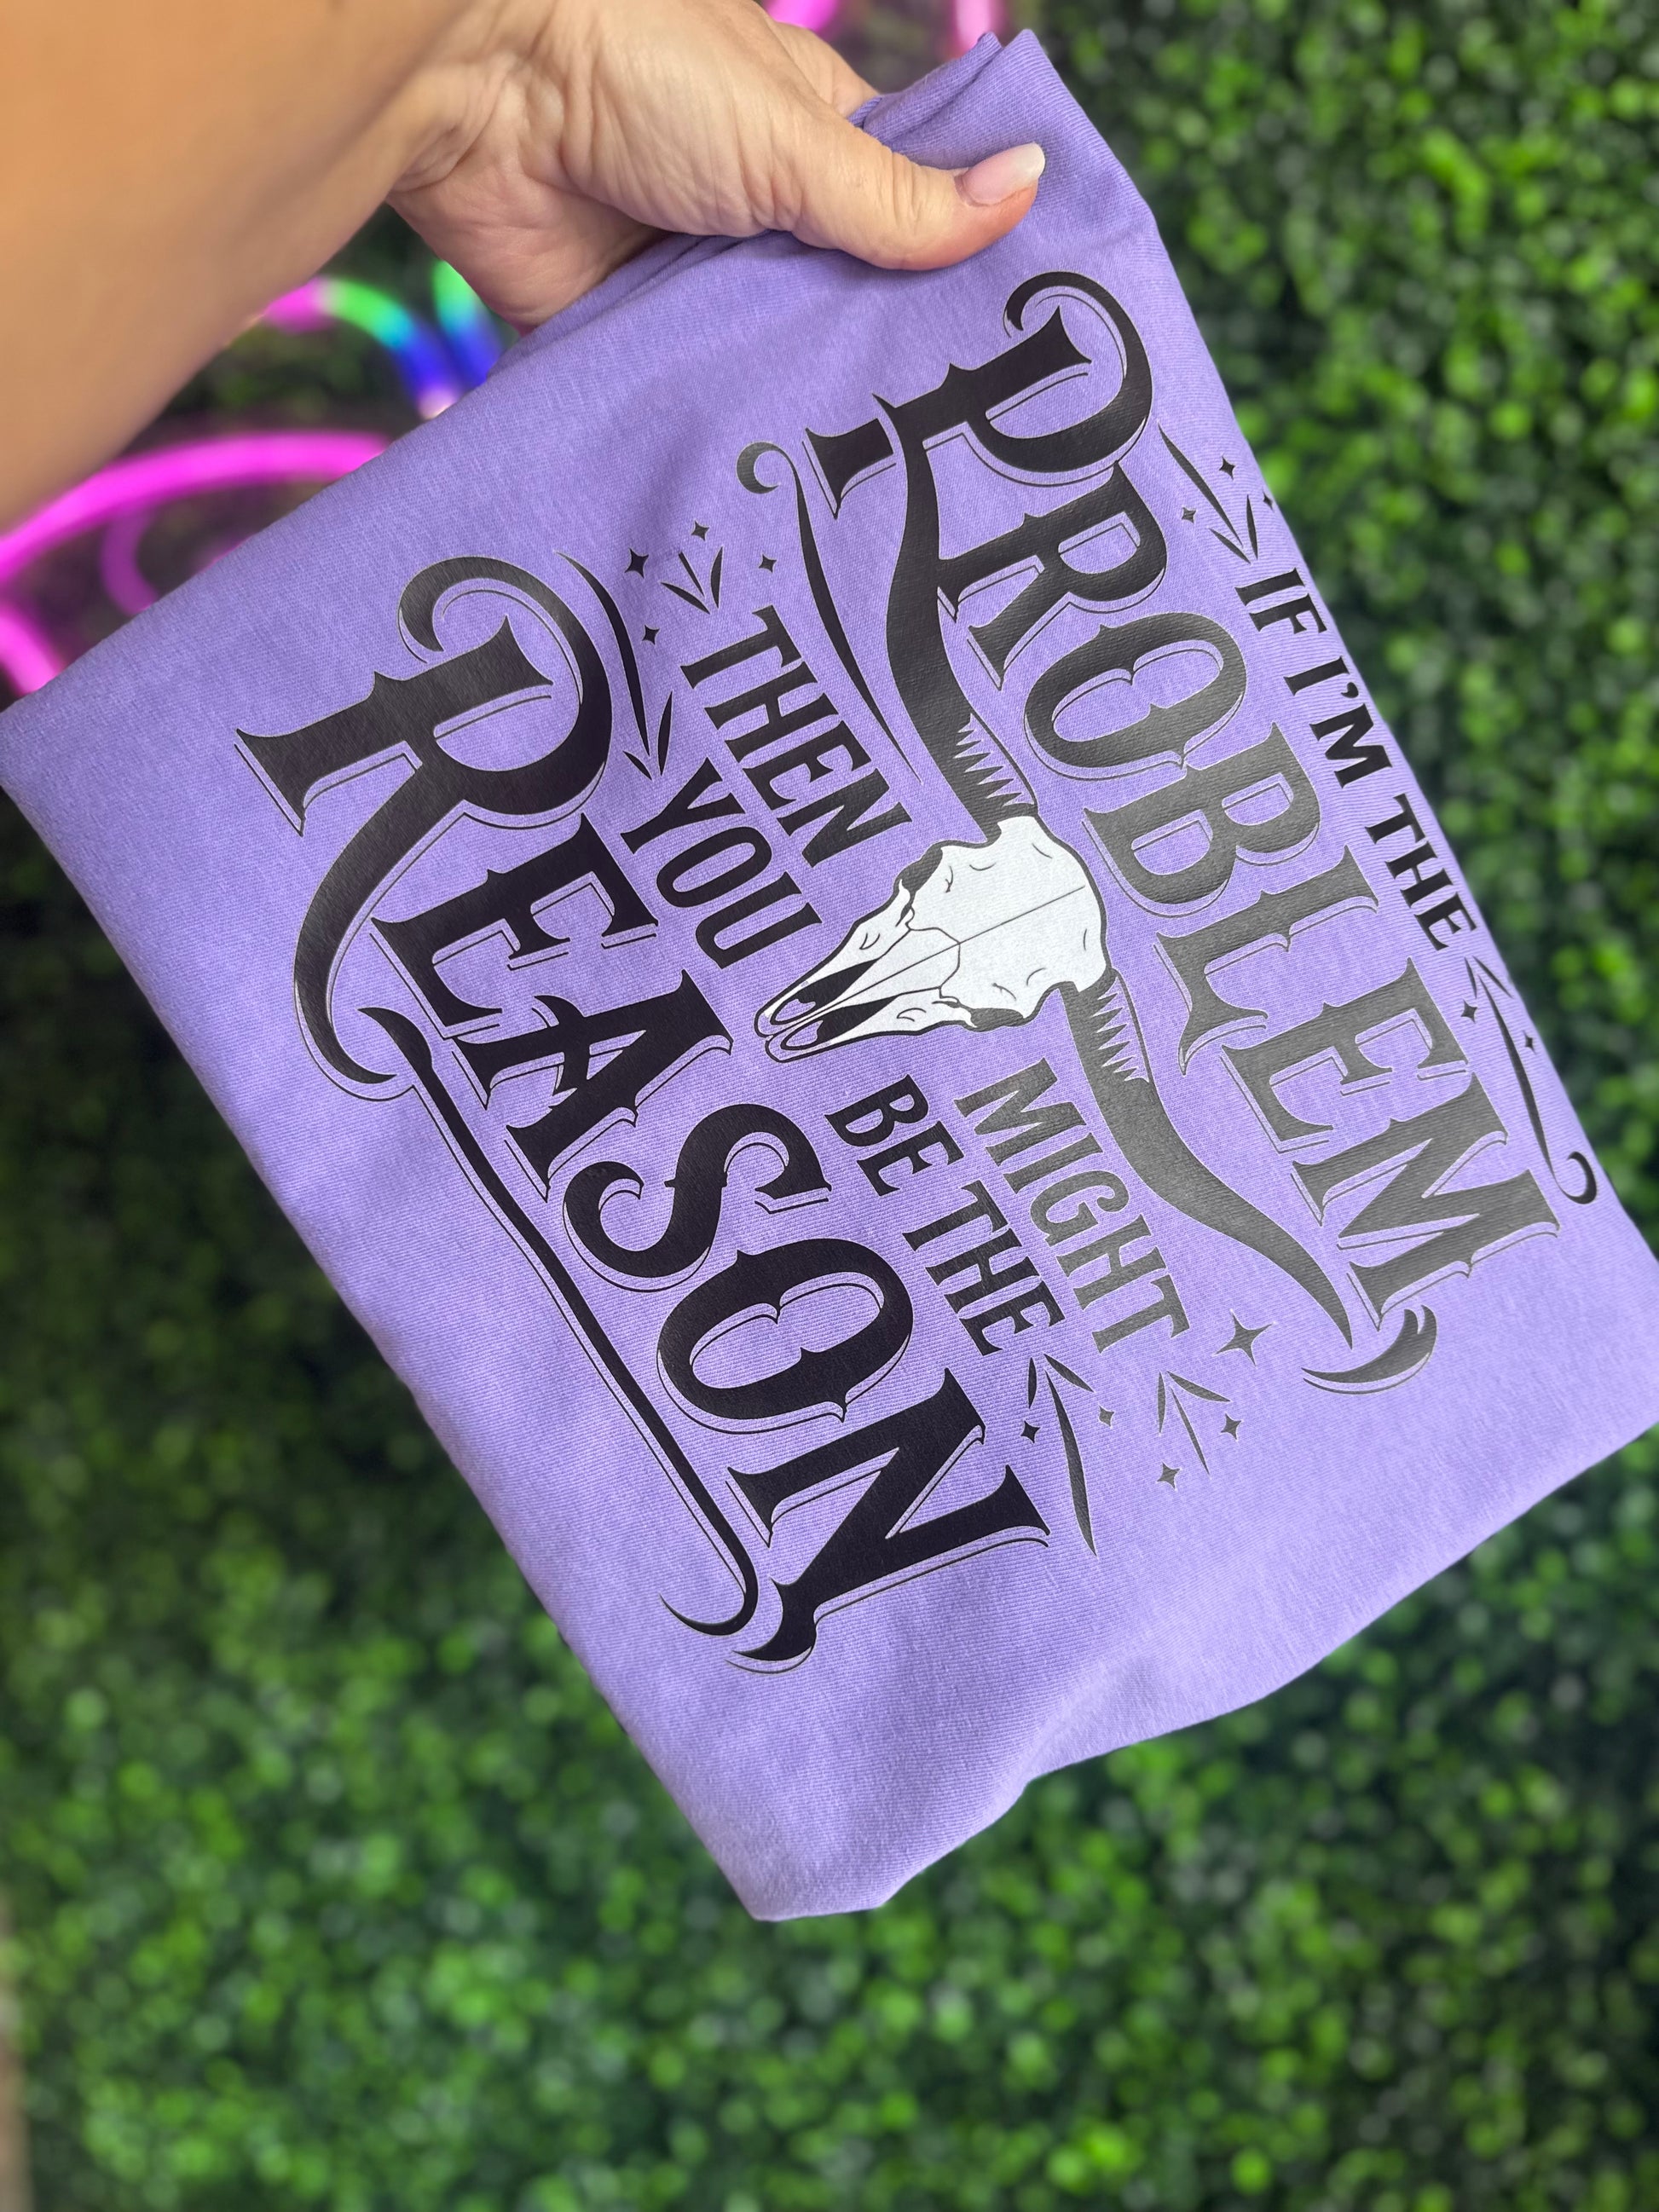 IF I'M THE
PROBLEM
THEN YOU
MIGHT BE THE
REASON